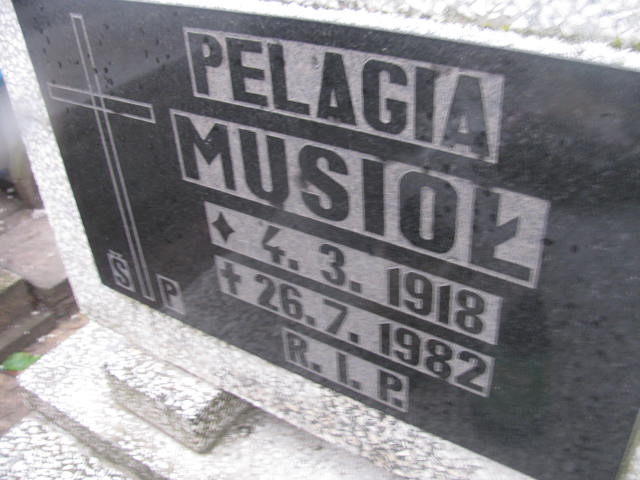 PELAGIA
MUSIOŁ
✦ 4. 3. 1918
✝ 26. 7. 1982
R. I. P.
Ś P